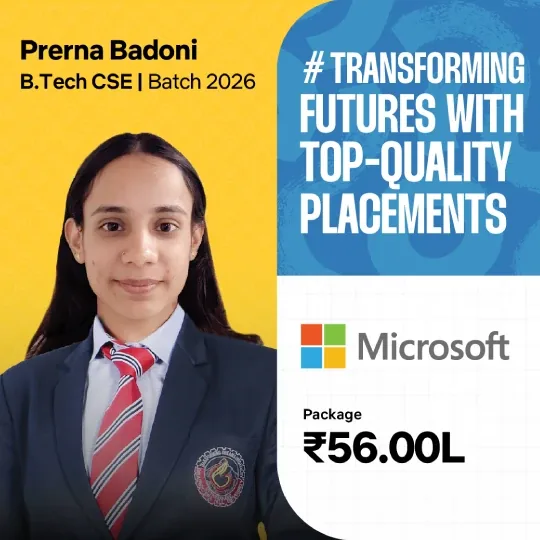 Prerna Badoni
B.Tech CSE | Batch 2026
# TRANSFORMING
FUTURES WITH
TOP-QUALITY
PLACEMENTS
Microsoft
Package
₹56.00L